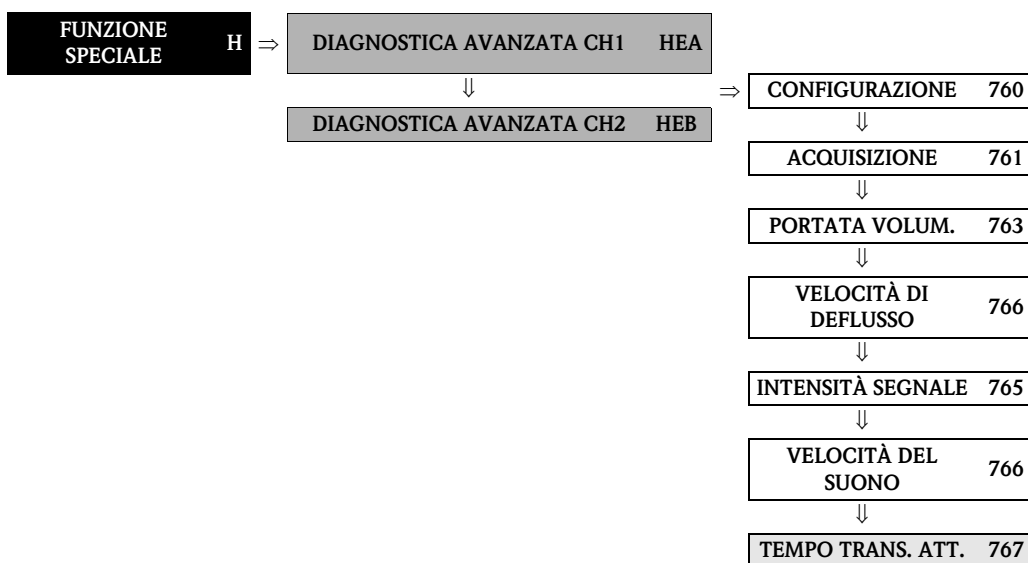 FUNZIONE
SPECIALE H ⇒ DIAGNOSTICA AVANZATA CH1 HEA
⇓
DIAGNOSTICA AVANZATA CH2 HEB
⇒ CONFIGURAZIONE 760
⇓
ACQUISIZIONE 761
⇓
PORTATA VOLUM. 763
⇓
VELOCITÀ DI
DEFLUSSO 766
⇓
INTENSITÀ SEGNALE 765
⇓
VELOCITÀ DEL
SUONO 766
⇓
TEMPO TRANS. ATT. 767